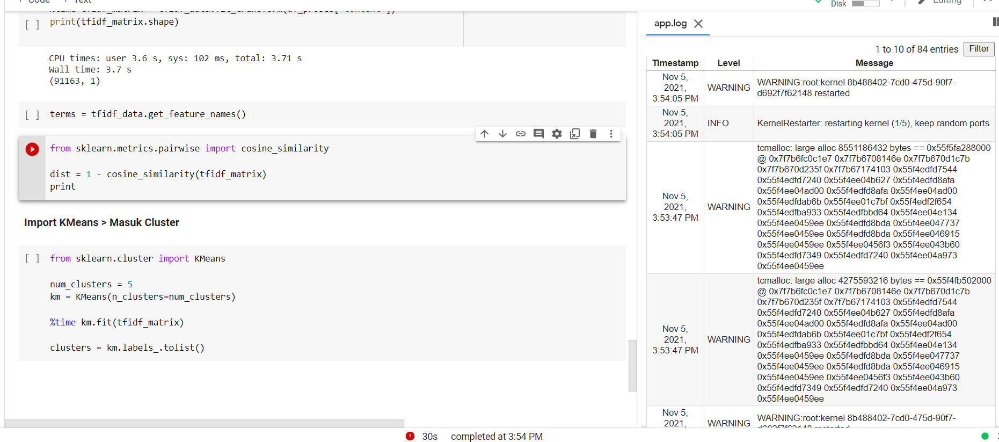 Code
Text
Disk
Editing
[ ]
print(tfidf_matrix.shape)
CPU times: user 3.6 s, sys: 102 ms, total: 3.71 s
Wall time: 3.7 s
(91163, 1)
[ ] terms = tfidf_data.get_feature_names()
from sklearn.metrics.pairwise import cosine_similarity
dist = 1 - cosine_similarity(tfidf_matrix)
print
Import KMeans > Masuk Cluster
[ ] from sklearn.cluster import KMeans
num_clusters = 5
km = KMeans(n_clusters=num_clusters)
%time km.fit(tfidf_matrix)
clusters = km.labels_.tolist()
app.log
1 to 10 of 84 entries
Filter
Timestamp Level Message
Nov 5,
2021,
3:54:05 PM
WARNING
WARNING:root:kernel 8b488402-7cd0-475d-90f7-
d692f7f62148 restarted
Nov 5,
2021,
3:54:05 PM
INFO
KernelRestarter: restarting kernel (1/5), keep random ports
Nov 5,
2021,
3:53:47 PM
WARNING
tcmalloc: large alloc 8551186432 bytes == 0x55f5fa288000
@ 0x7f7b6fc0c1e7 0x7f7b6708146e 0x7f7b670d1c7b
0x7f7b670d235f 0x7f7b67174103 0x55f4edfd7544
0x55f4edfd7240 0x55f4ee04b627 0x55f4edfd8afa
0x55f4ee04ad00 0x55f4edfd8afa 0x55f4ee04ad00
0x55f4edfdab6b 0x55f4ee01c7bf 0x55f4edf2f654
0x55f4edfba933 0x55f4edfbbd64 0x55f4ee04e134
0x55f4ee0459ee 0x55f4edfd8bda 0x55f4ee047737
0x55f4ee0459ee 0x55f4edfd8bda 0x55f4ee046915
0x55f4ee0459ee 0x55f4ee0456f3 0x55f4ee043b60
0x55f4edfd7349 0x55f4edfd7240 0x55f4ee04a973
0x55f4ee0459ee
Nov 5,
2021,
3:53:47 PM
WARNING
tcmalloc: large alloc 4275593216 bytes == 0x55f4fb502000
@ 0x7f7b6fc0c1e7 0x7f7b6708146e 0x7f7b670d1c7b
0x7f7b670d235f 0x7f7b67174103 0x55f4edfd7544
0x55f4edfd7240 0x55f4ee04b627 0x55f4edfd8afa
0x55f4ee04ad00 0x55f4edfd8afa 0x55f4ee04ad00
0x55f4edfdab6b 0x55f4ee01c7bf 0x55f4edf2f654
0x55f4edfba933 0x55f4edfbbd64 0x55f4ee04e134
0x55f4ee0459ee 0x55f4edfd8bda 0x55f4ee047737
0x55f4ee0459ee 0x55f4edfd8bda 0x55f4ee046915
0x55f4ee0459ee 0x55f4ee0456f3 0x55f4ee043b60
0x55f4edfd7349 0x55f4edfd7240 0x55f4ee04a973
0x55f4ee0459ee
Nov 5,
2021,
WARNING
WARNING:root:kernel 8b488402-7cd0-475d-90f7-
30s completed at 3:54 PM